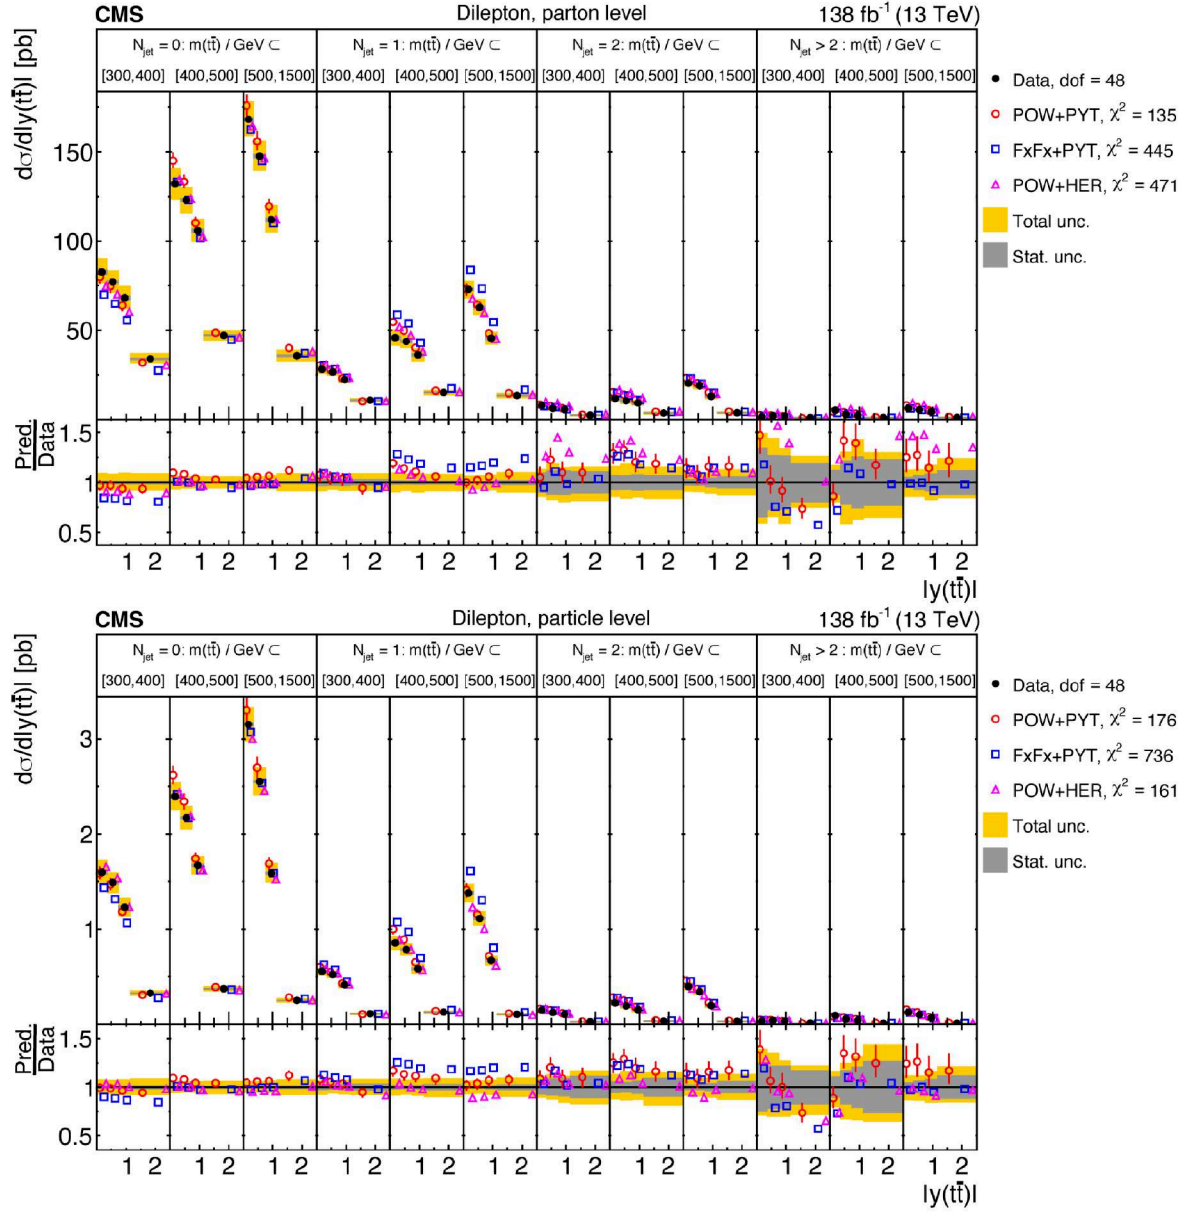 CMS Dilepton, parton level 138 fb⁻¹ (13 TeV)
N_jet = 0: m(tt̄) / GeV ⊂ N_jet = 1: m(tt̄) / GeV ⊂ N_jet = 2: m(tt̄) / GeV ⊂ N_jet > 2 : m(tt̄) / GeV ⊂
[300,400] [400,500] [500,1500] [300,400] [400,500] [500,1500] [300,400] [400,500] [500,1500] [300,400] [400,500] [500,1500]
dσ/d|y(tt̄)| [pb]
150
100
50
Data, dof = 48
POW+PYT, χ² = 135
FxFx+PYT, χ² = 445
POW+HER, χ² = 471
Total unc.
Stat. unc.
Pred.
Data
1.5
1
0.5
1 2 1 2 1 2 1 2 1 2 1 2 1 2 1 2 1 2 1 2 1 2 1 2
|y(tt̄)|
CMS Dilepton, particle level 138 fb⁻¹ (13 TeV)
N_jet = 0: m(tt̄) / GeV ⊂ N_jet = 1: m(tt̄) / GeV ⊂ N_jet = 2: m(tt̄) / GeV ⊂ N_jet > 2 : m(tt̄) / GeV ⊂
[300,400] [400,500] [500,1500] [300,400] [400,500] [500,1500] [300,400] [400,500] [500,1500] [300,400] [400,500] [500,1500]
dσ/d|y(tt̄)| [pb]
3
2
1
Data, dof = 48
POW+PYT, χ² = 176
FxFx+PYT, χ² = 736
POW+HER, χ² = 161
Total unc.
Stat. unc.
Pred.
Data
1.5
1
0.5
1 2 1 2 1 2 1 2 1 2 1 2 1 2 1 2 1 2 1 2 1 2 1 2
|y(tt̄)|